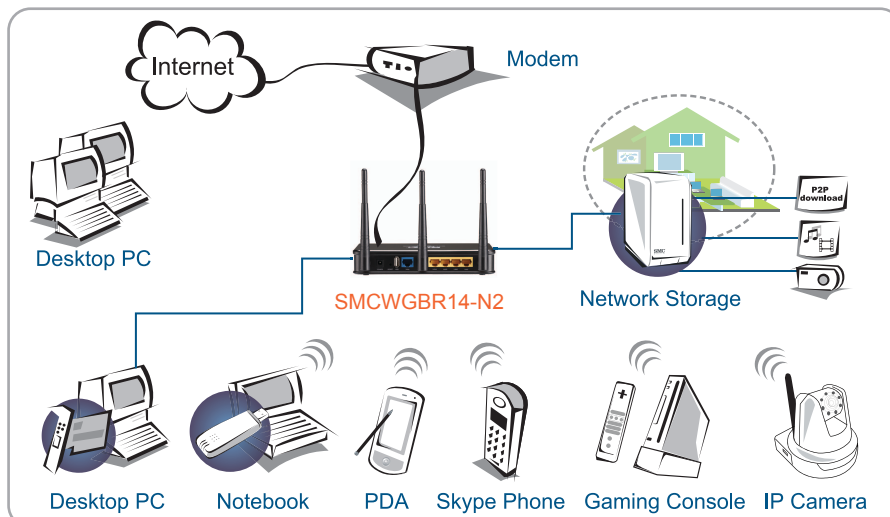 Internet
Modem
P2P
download
SMC
Desktop PC
SMCWGBR14-N2
Network Storage
Desktop PC
Notebook
PDA
Skype Phone
Gaming Console
IP Camera